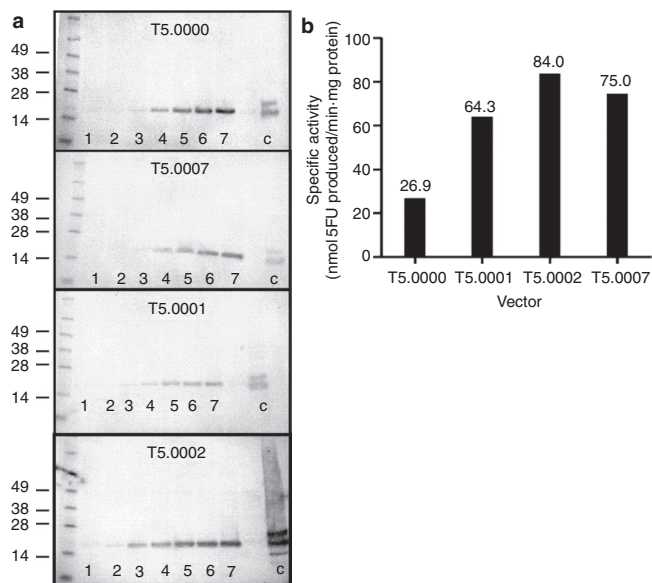 a
T5.0000
49
38
28
14
1 2 3 4 5 6 7 c
T5.0007
49
38
28
14
1 2 3 4 5 6 7 c
T5.0001
49
38
28
14
1 2 3 4 5 6 7 c
T5.0002
49
38
28
14
1 2 3 4 5 6 7 c
b
Specific activity
(nmol 5FU produced/min·mg protein)
100
80
60
40
20
0
26.9
64.3
84.0
75.0
T5.0000 T5.0001 T5.0002 T5.0007
Vector